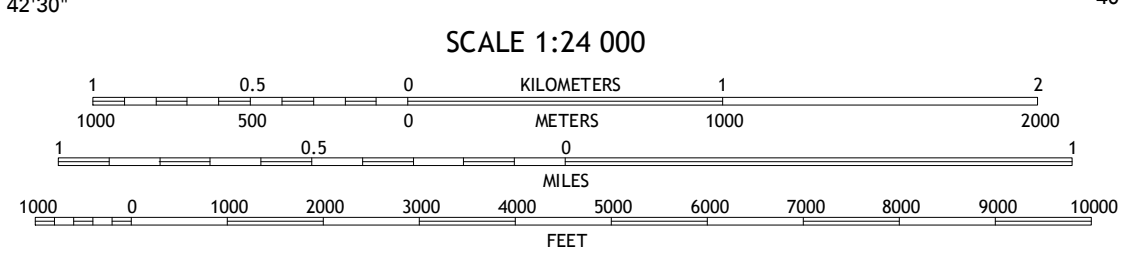 42'30"
SCALE 1:24 000
1 0.5 0 KILOMETERS 1 2
1000 500 0 METERS 1000 2000
1 0.5 0 1
MILES
1000 0 1000 2000 3000 4000 5000 6000 7000 8000 9000 10000
FEET